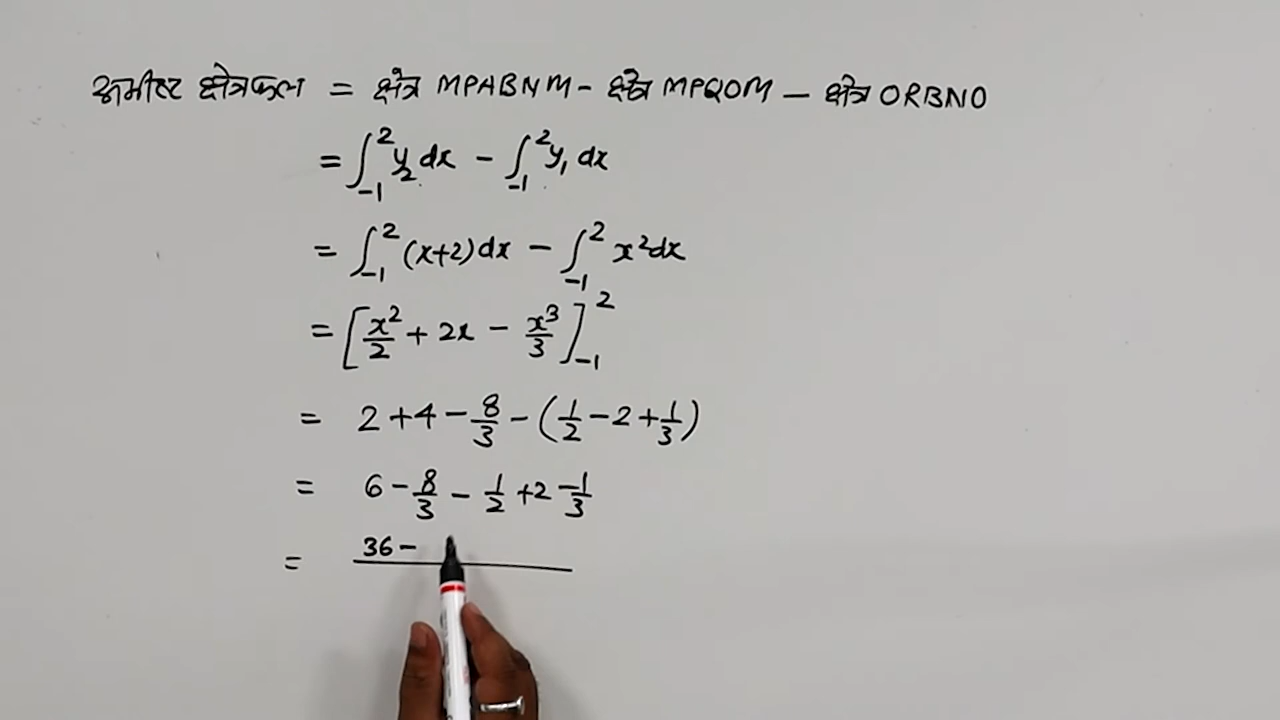 अभीष्ट क्षेत्रफल = क्षेत्र MPABNM - क्षेत्र MPQOM - क्षेत्र ORBNO
= ∫₋₁² y₂ dx - ∫₋₁² y₁ dx
= ∫₋₁² (x+2) dx - ∫₋₁² x² dx
= [x²/2 + 2x - x³/3]₋₁²
= 2+4-8/3-(1/2-2+1/3)
= 6-8/3-1/2+2-1/3
= 36-